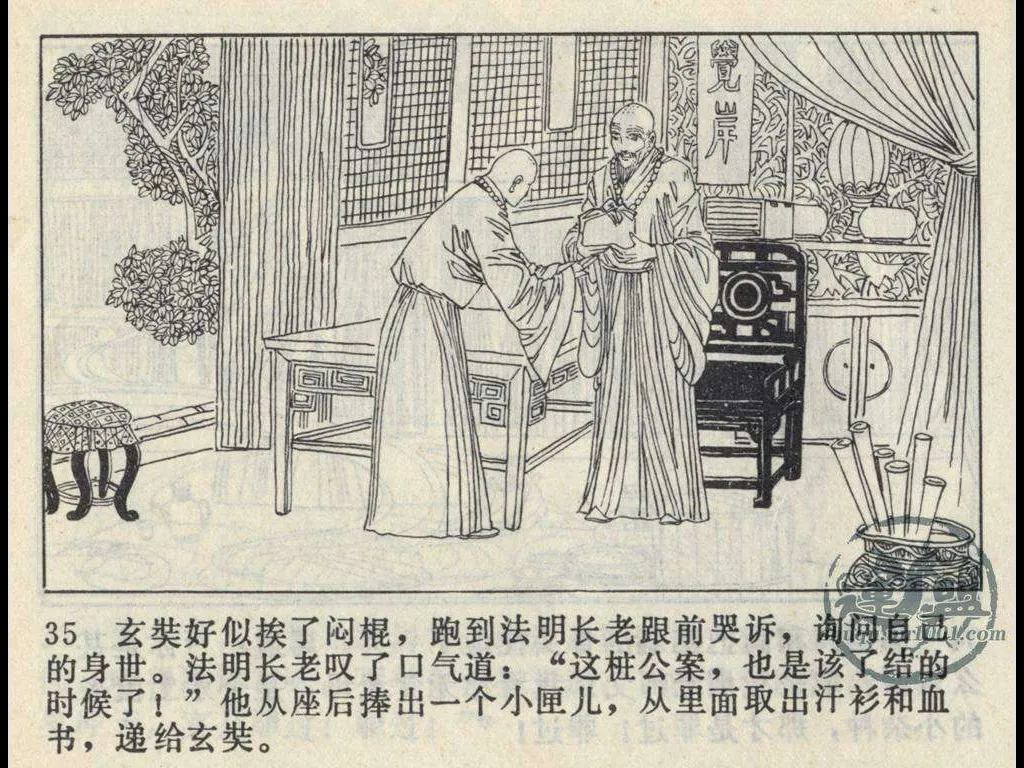 覺岸
35 玄奘好似挨了闷棍，跑到法明长老跟前哭诉，询问自己
的身世。法明长老叹了口气道：“这桩公案，也是该了结的
时候了！”他从座后捧出一个小匣儿，从里面取出汗衫和血
书，递给玄奘。